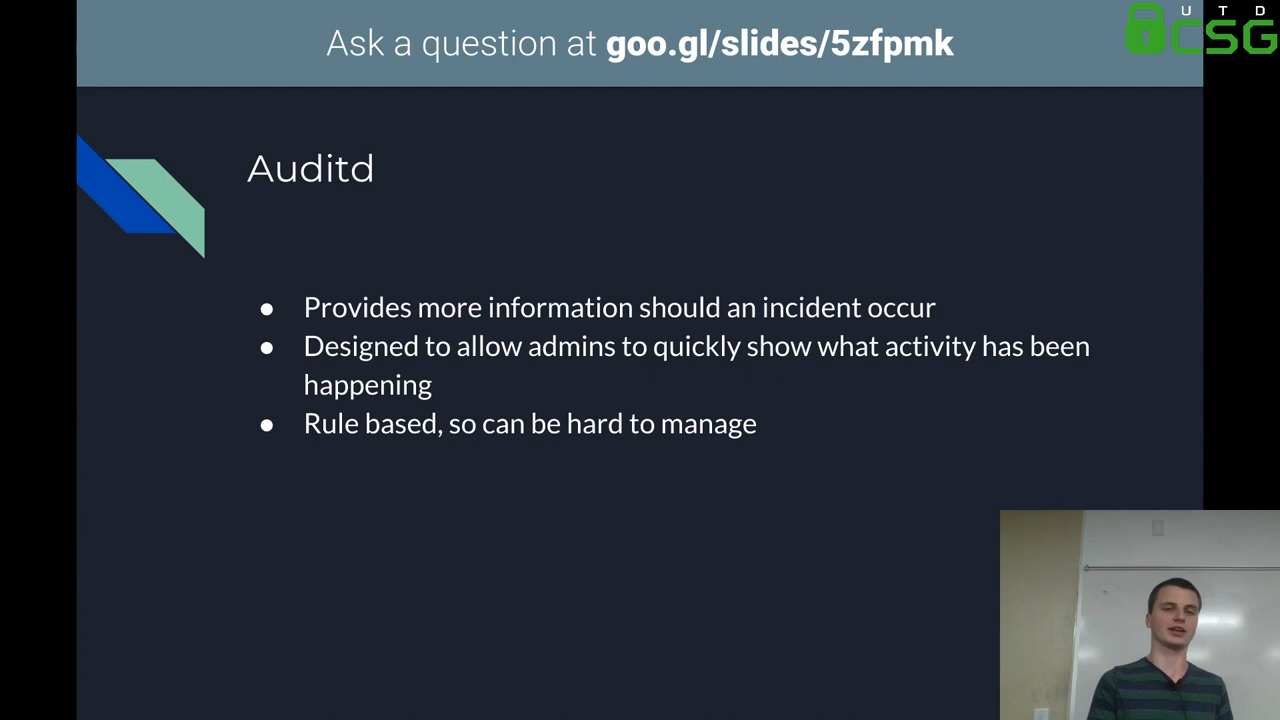 Ask a question at goo.gl/slides/5zfpmk
UTD
CSG
Auditd
● Provides more information should an incident occur
● Designed to allow admins to quickly show what activity has been
happening
● Rule based, so can be hard to manage